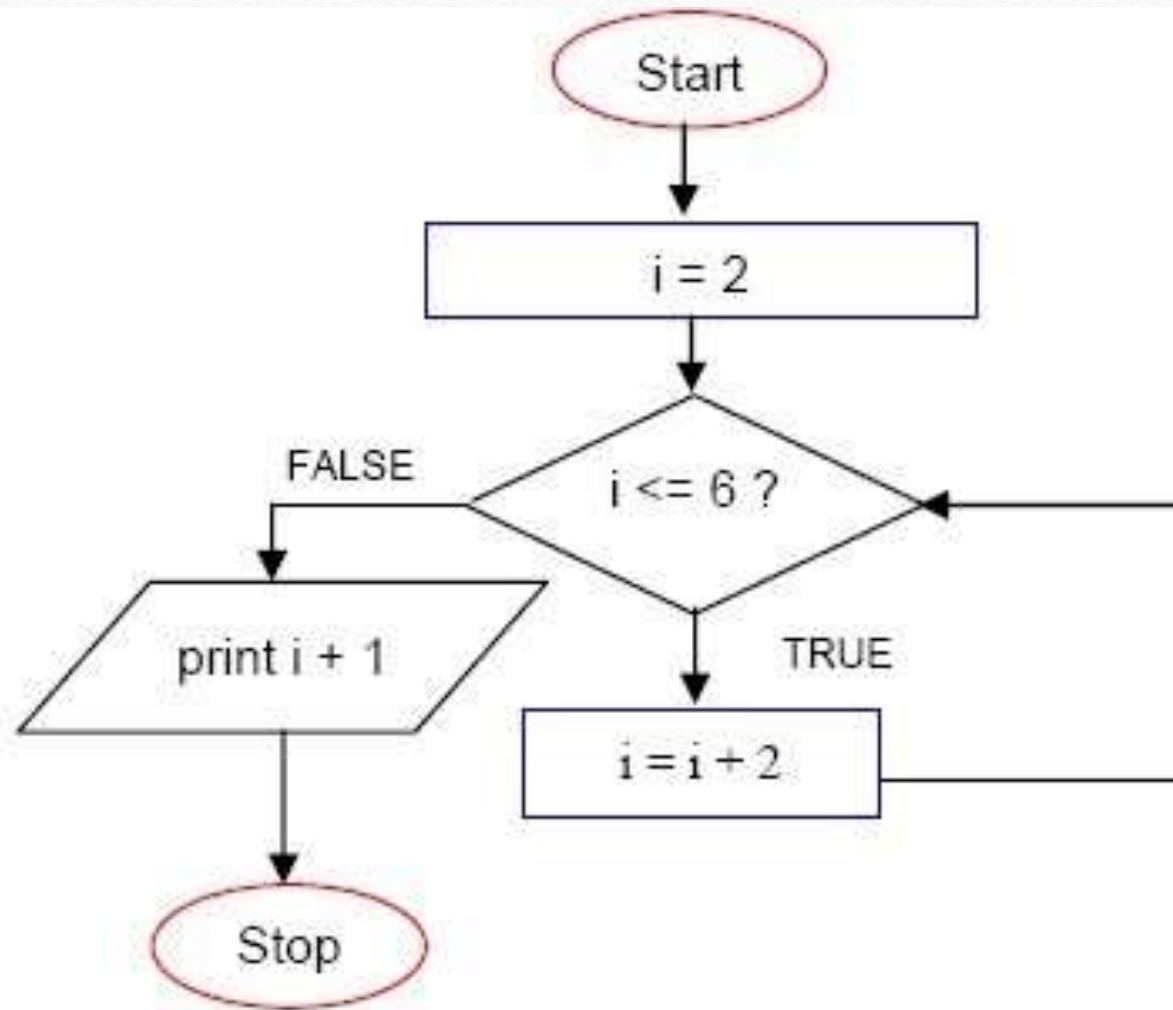 Start
i = 2
i <= 6 ?
FALSE
TRUE
print i + 1
i = i + 2
Stop